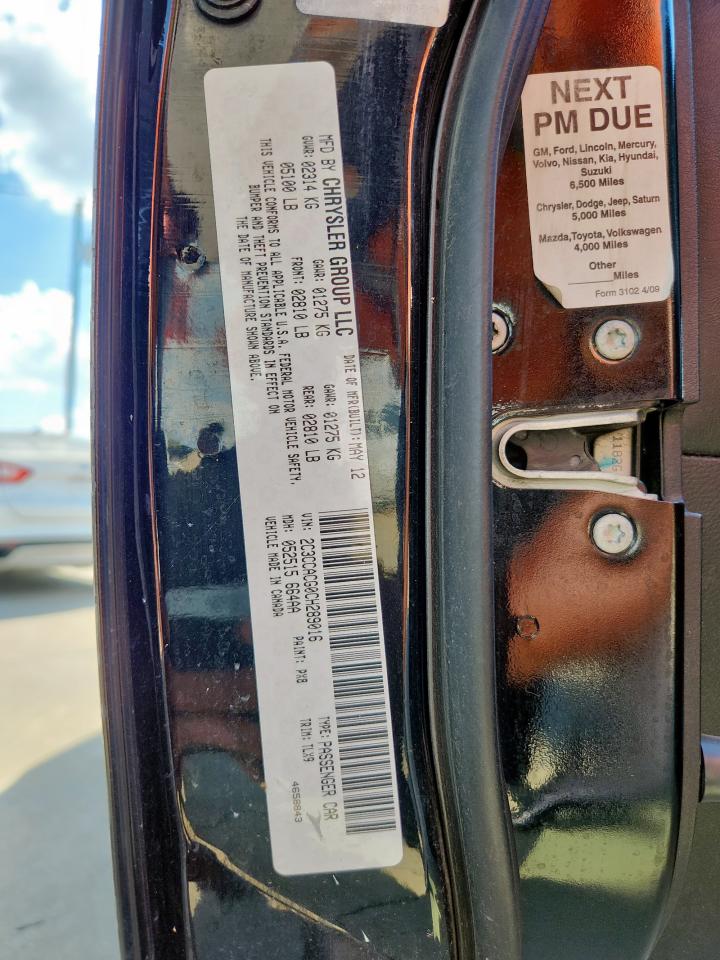 MFD BY CHRYSLER GROUP LLC
DATE OF MFR(BUILT): MAY 12
GVWR: 02314 KG
GAWR: 01275 KG
GAWR: 01275 KG
05100 LB
FRONT: 02810 LB
REAR: 02810 LB
THIS VEHICLE CONFORMS TO ALL APPLICABLE U.S.A. FEDERAL MOTOR VEHICLE SAFETY,
BUMPER AND THEFT PREVENTION STANDARDS IN EFFECT ON
THE DATE OF MANUFACTURE SHOWN ABOVE.
VIN: 2C3CCACG0CH289016
TYPE: PASSENGER CAR
MDH: 052515 664AA
PAINT: PX8
TRIM: TLX9
VEHICLE MADE IN CANADA
4658843
NEXT
PM DUE
GM, Ford, Lincoln, Mercury,
Volvo, Nissan, Kia, Hyundai,
Suzuki
6,500 Miles
Chrysler, Dodge, Jeep, Saturn
5,000 Miles
Mazda,Toyota, Volkswagen
4,000 Miles
Other
Miles
Form 3102 4/09